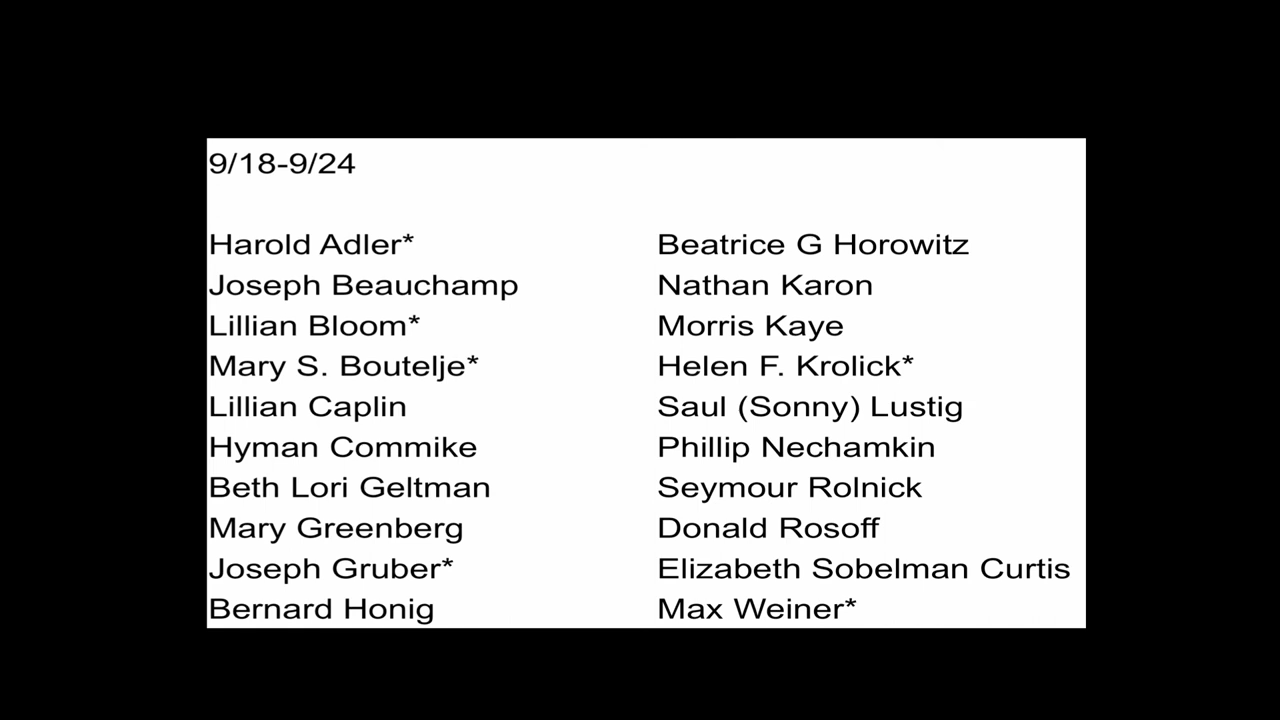 9/18-9/24
Harold Adler*
Joseph Beauchamp
Lillian Bloom*
Mary S. Boutelje*
Lillian Caplin
Hyman Commike
Beth Lori Geltman
Mary Greenberg
Joseph Gruber*
Bernard Honig
Beatrice G Horowitz
Nathan Karon
Morris Kaye
Helen F. Krolick*
Saul (Sonny) Lustig
Phillip Nechamkin
Seymour Rolnick
Donald Rosoff
Elizabeth Sobelman Curtis
Max Weiner*